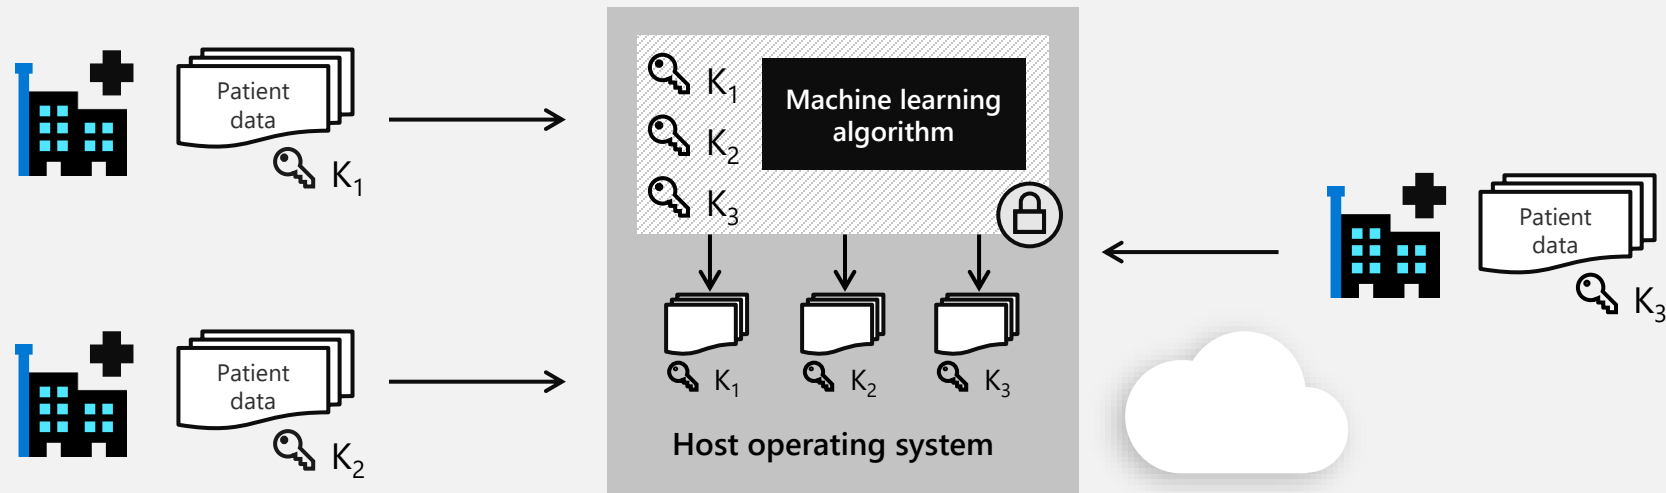 Patient
data
K₁
Patient
data
K₂
K₁
K₂
K₃
Machine learning
algorithm
K₁
K₂
K₃
Host operating system
Patient
data
K₃